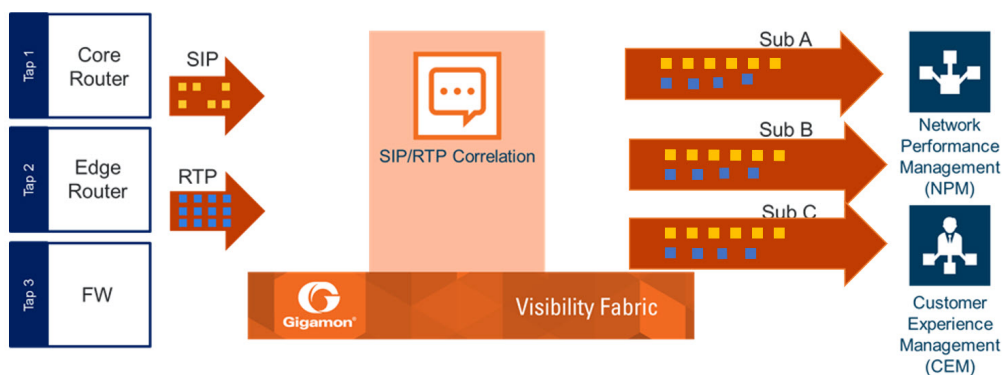 Tap 1
Core
Router
Tap 2
Edge
Router
Tap 3
FW
SIP
RTP
SIP/RTP Correlation
Gigamon®
Visibility Fabric
Sub A
Sub B
Sub C
Network
Performance
Management
(NPM)
Customer
Experience
Management
(CEM)